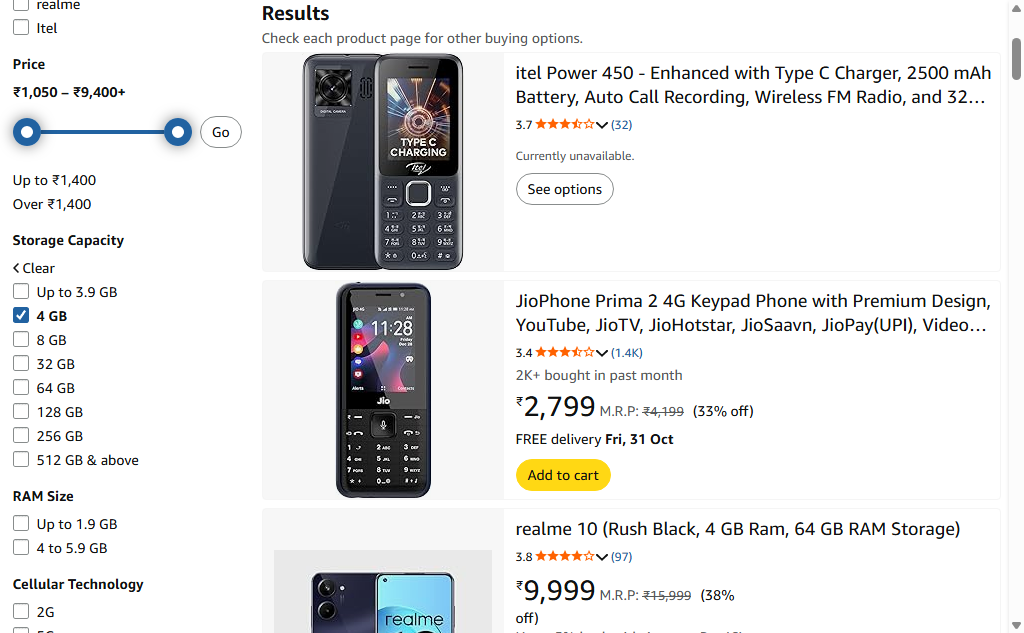 realme
Itel
Price
₹1,050 – ₹9,400+
Go
Up to ₹1,400
Over ₹1,400
Storage Capacity
Clear
Up to 3.9 GB
4 GB
8 GB
32 GB
64 GB
128 GB
256 GB
512 GB & above
RAM Size
Up to 1.9 GB
4 to 5.9 GB
Cellular Technology
2G
Results
Check each product page for other buying options.
DIGITAL CAMERA
TYPE C
CHARGING
itel
itel Power 450 - Enhanced with Type C Charger, 2500 mAh
Battery, Auto Call Recording, Wireless FM Radio, and 32...
3.7 (32)
Currently unavailable.
See options
11:28
AM
Friday
Dec 28
Alerts
Contacts
Jio
JioPhone Prima 2 4G Keypad Phone with Premium Design,
YouTube, JioTV, JioHotstar, JioSaavn, JioPay(UPI), Video...
3.4 (1.4K)
2K+ bought in past month
₹2,799 M.R.P: ₹4,199 (33% off)
FREE delivery Fri, 31 Oct
Add to cart
realme
realme 10 (Rush Black, 4 GB Ram, 64 GB RAM Storage)
3.8 (97)
₹9,999 M.R.P: ₹15,999 (38%
off)